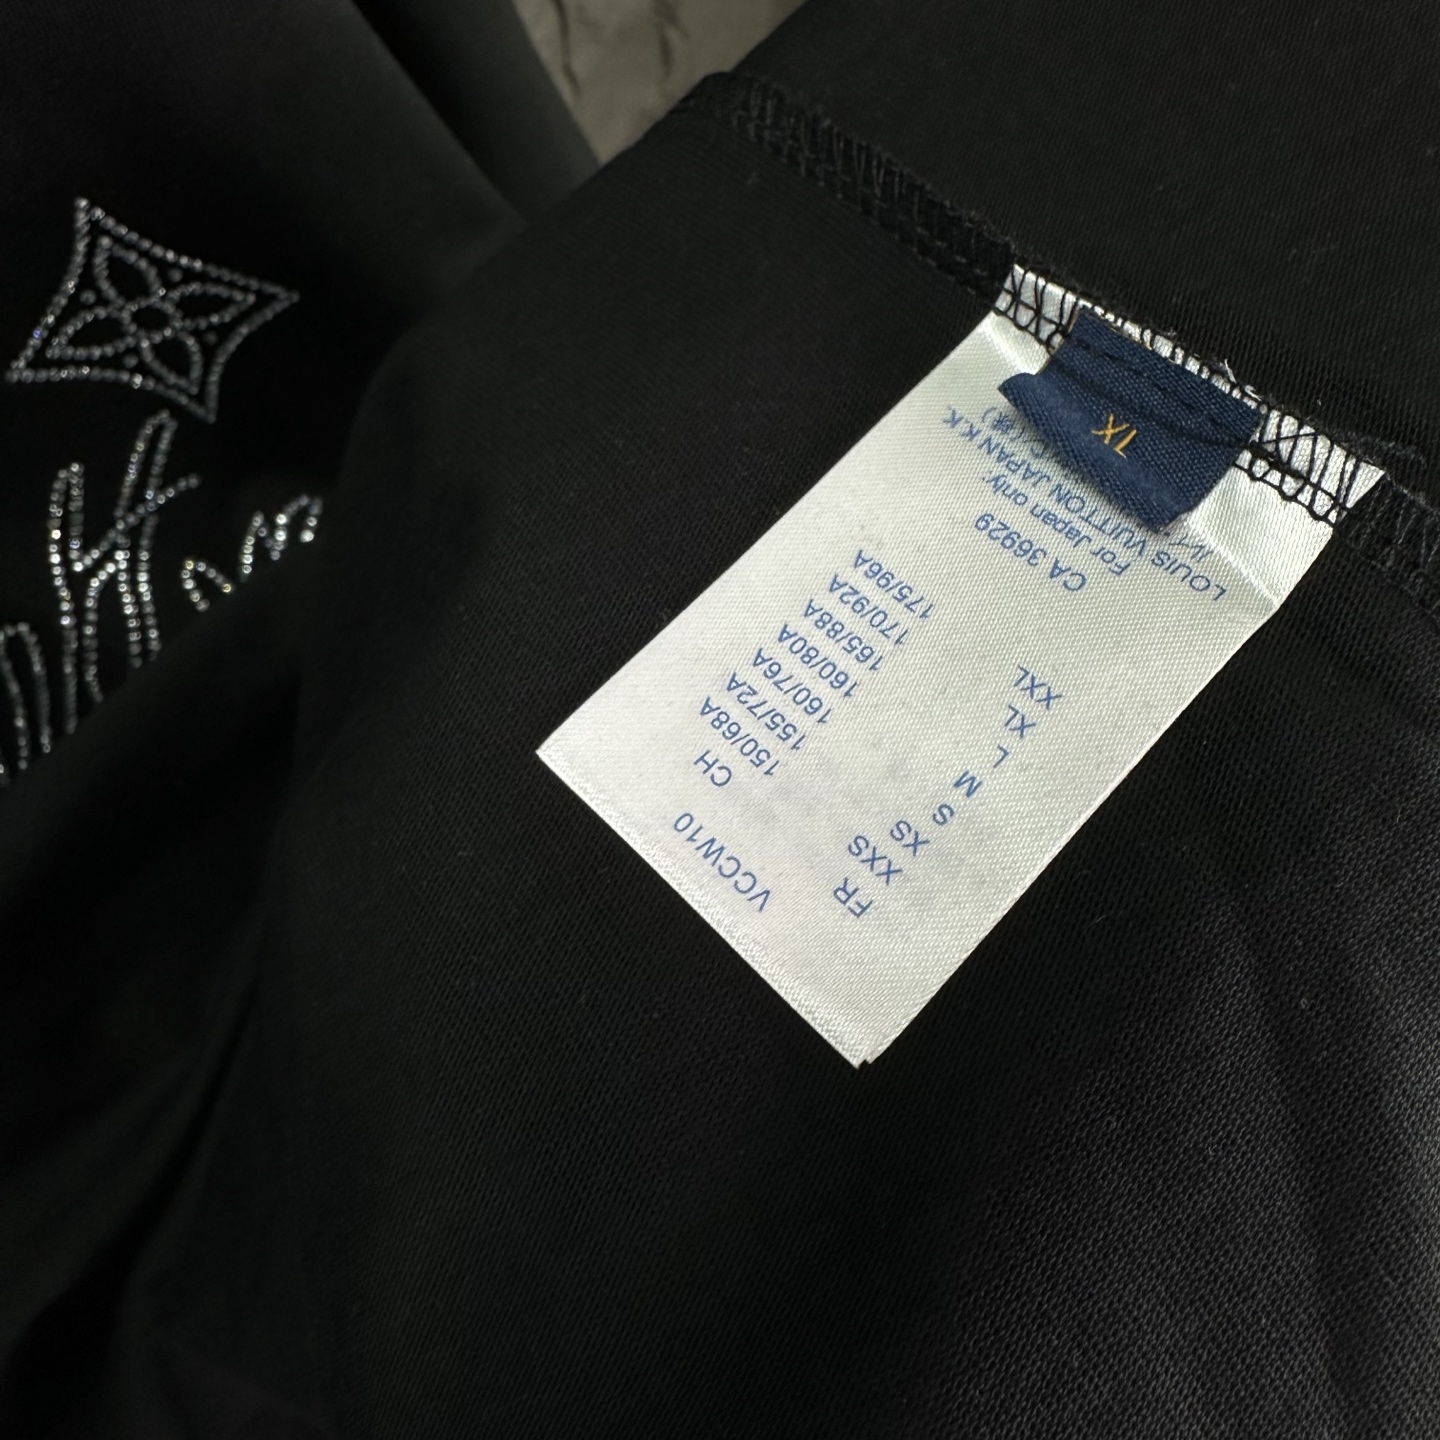 XL
LOUIS VUITTON JAPAN K.K.
For Japan only:
CA 36929
175/96A XXL
170/92A XL
165/88A L
160/80A M
160/76A S
155/72A XS
150/68A XXS
CH FR
VCCW10